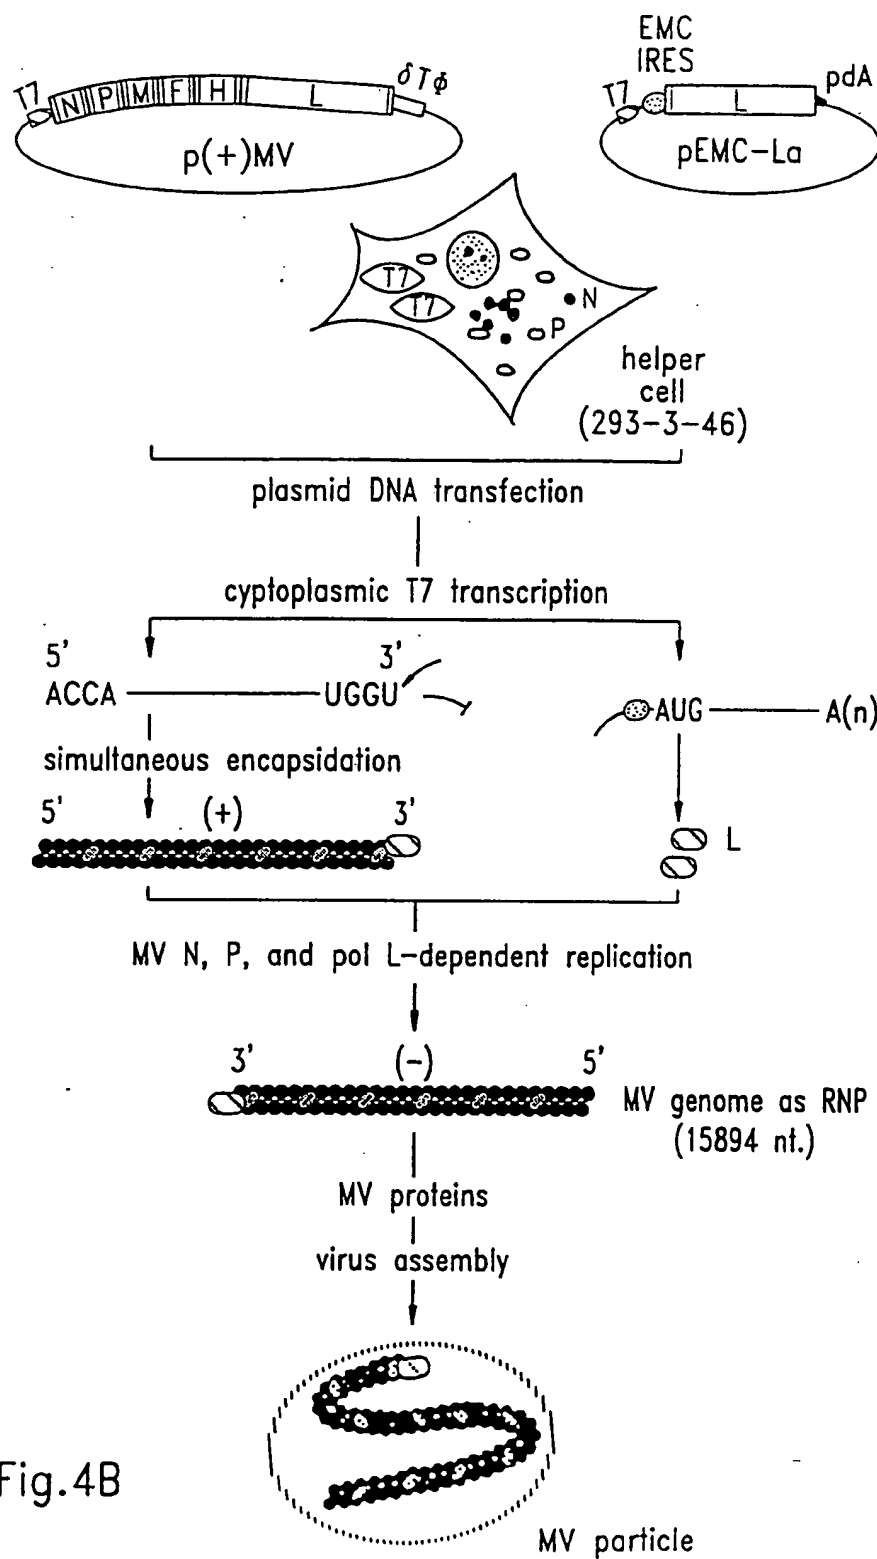 EMC
IRES
T7 N P M F H L δTΦ
T7 L pdA
p(+)MV
pEMC-La
T7
T7
N
P
helper
cell
(293-3-46)
plasmid DNA transfection
cyptoplasmic T7 transcription
5' 3'
ACCA UGGU
AUG A(n)
simultaneous encapsidation
5' (+) 3'
L
MV N, P, and pol L-dependent replication
3' (-) 5'
MV genome as RNP
(15894 nt.)
MV proteins
virus assembly
Fig.4B
MV particle